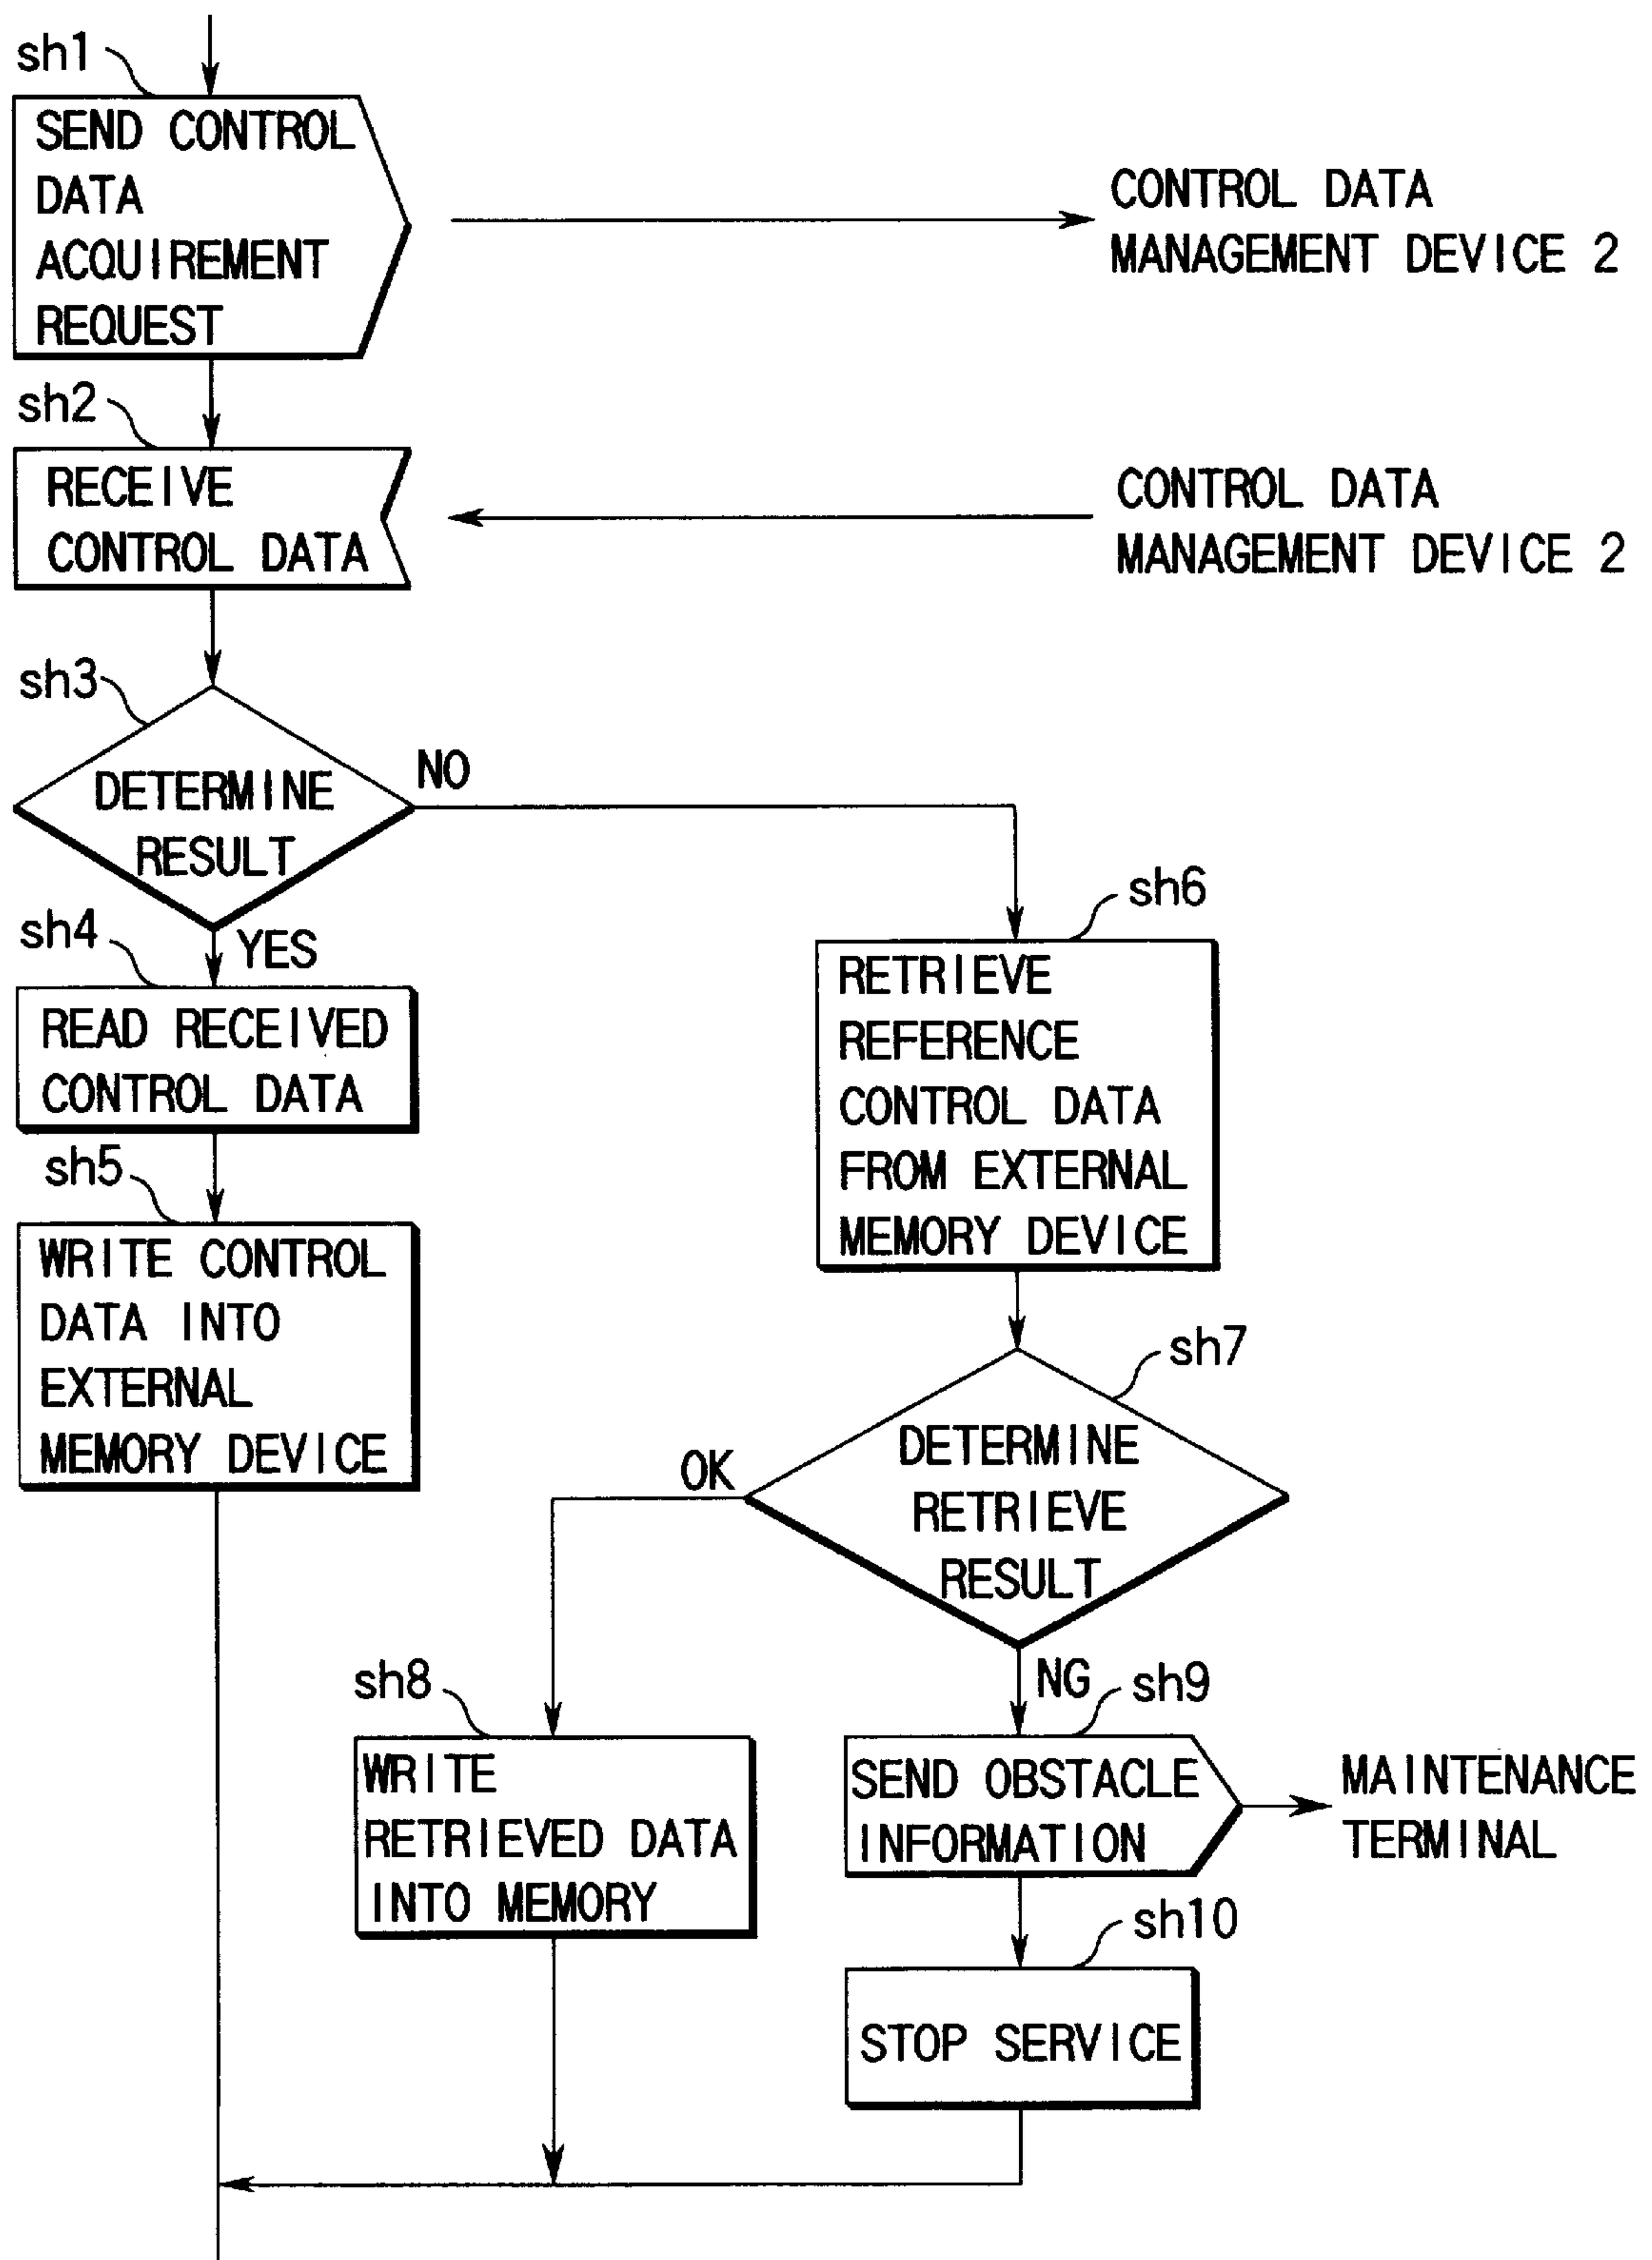 sh1
SEND CONTROL
DATA
ACQUIREMENT
REQUEST
CONTROL DATA
MANAGEMENT DEVICE 2
sh2
RECEIVE
CONTROL DATA
CONTROL DATA
MANAGEMENT DEVICE 2
sh3
DETERMINE
RESULT
NO
YES
sh4
READ RECEIVED
CONTROL DATA
sh5
WRITE CONTROL
DATA INTO
EXTERNAL
MEMORY DEVICE
sh6
RETRIEVE
REFERENCE
CONTROL DATA
FROM EXTERNAL
MEMORY DEVICE
sh7
DETERMINE
RETRIEVE
RESULT
OK
NG
sh8
WRITE
RETRIEVED DATA
INTO MEMORY
sh9
SEND OBSTACLE
INFORMATION
MAINTENANCE
TERMINAL
sh10
STOP SERVICE